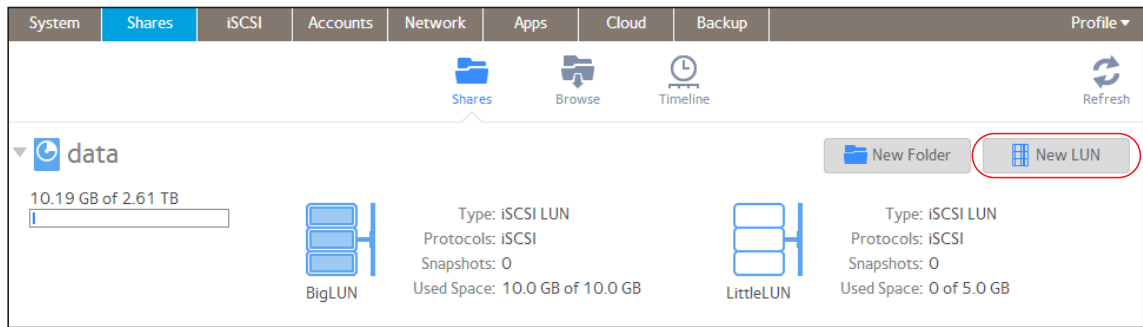 System Shares iSCSI Accounts Network Apps Cloud Backup Profile
Shares Browse Timeline Refresh
data New Folder New LUN
10.19 GB of 2.61 TB
Type: iSCSI LUN
Protocols: iSCSI
Snapshots: 0
Used Space: 10.0 GB of 10.0 GB
BigLUN
Type: iSCSI LUN
Protocols: iSCSI
Snapshots: 0
Used Space: 0 of 5.0 GB
LittleLUN